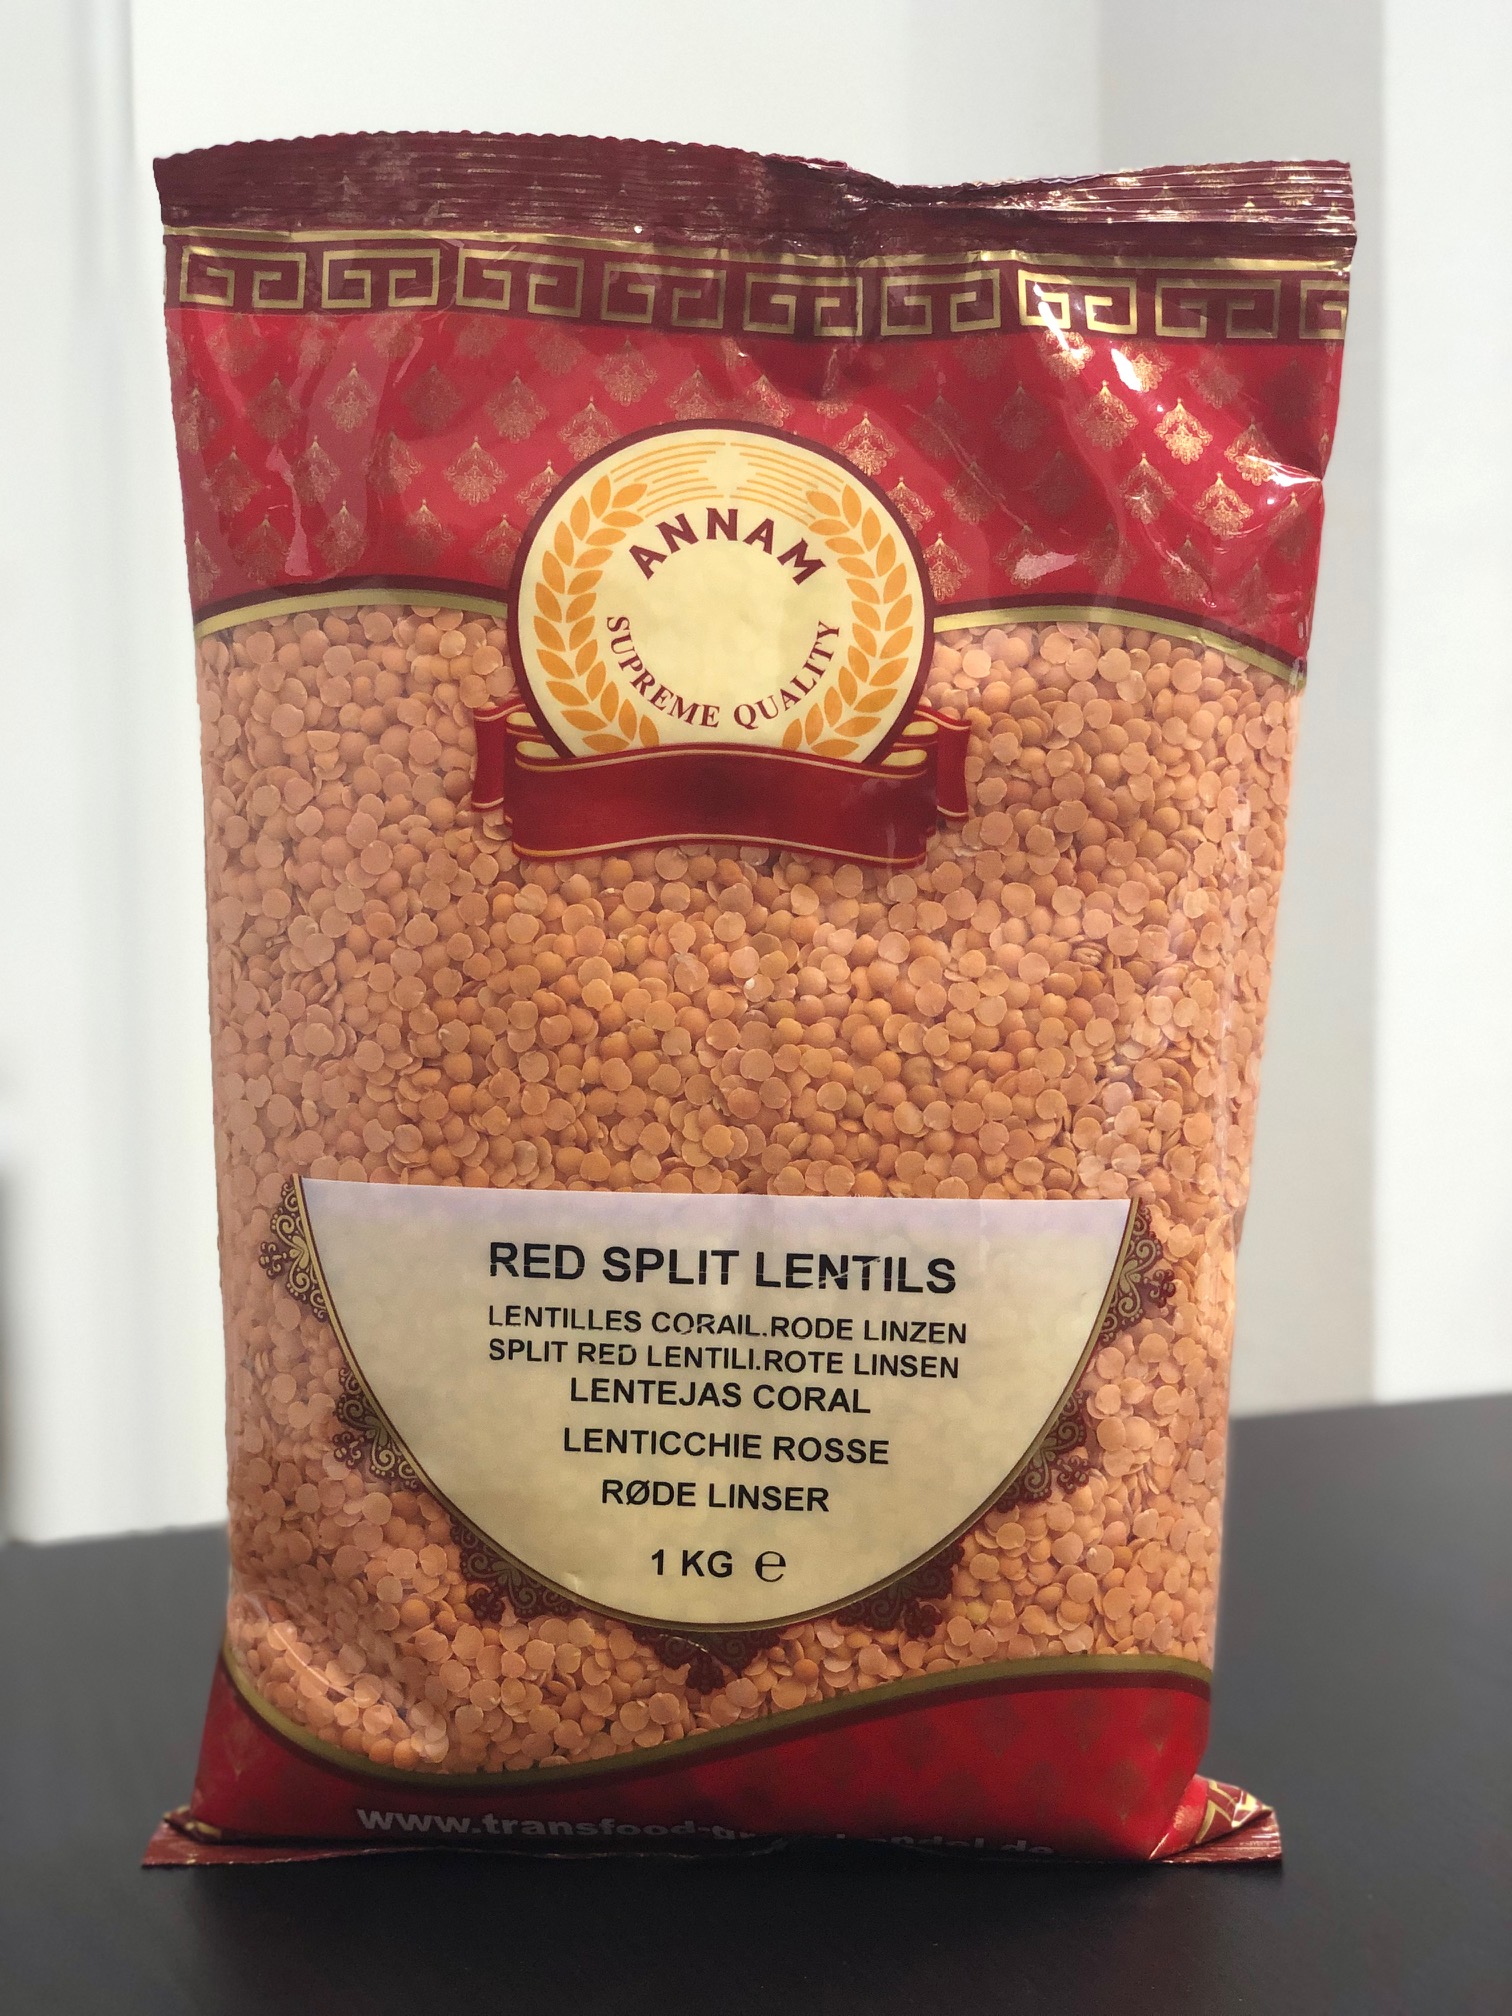 ANNAM
SUPREME QUALITY
RED SPLIT LENTILS
LENTILLES CORAIL.RODE LINZEN
SPLIT RED LENTILI.ROTE LINSEN
LENTEJAS CORAL
LENTICCHIE ROSSE
RØDE LINSER
1 KG ℮